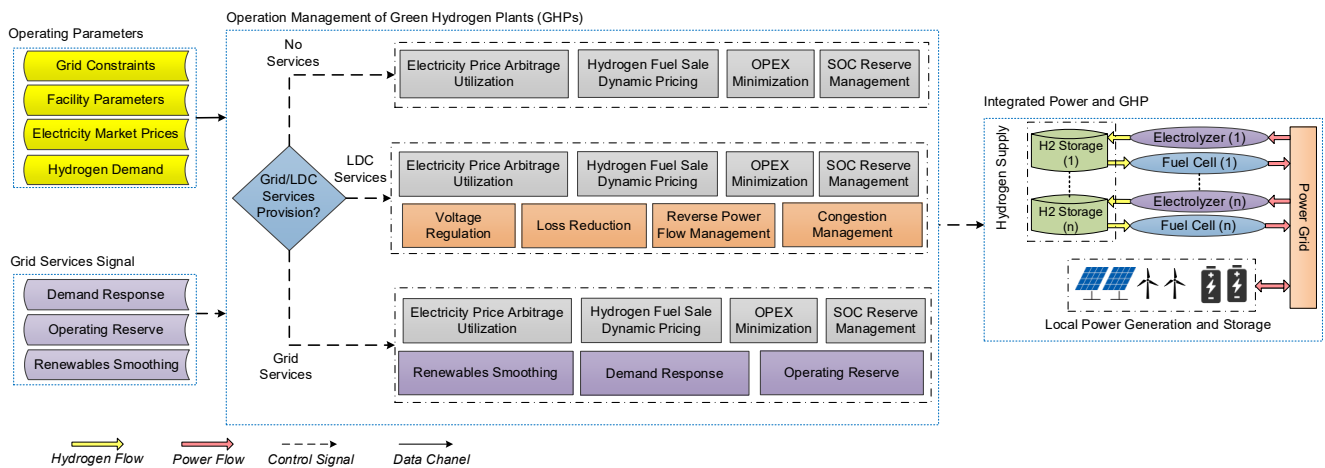 Operation Management of Green Hydrogen Plants (GHPs)
Operating Parameters
Grid Constraints
Facility Parameters
Electricity Market Prices
Hydrogen Demand
Grid Services Signal
Demand Response
Operating Reserve
Renewables Smoothing
Grid/LDC
Services
Provision?
No
Services
Electricity Price Arbitrage
Utilization
Hydrogen Fuel Sale
Dynamic Pricing
OPEX
Minimization
SOC Reserve
Management
LDC
Services
Electricity Price Arbitrage
Utilization
Hydrogen Fuel Sale
Dynamic Pricing
OPEX
Minimization
SOC Reserve
Management
Voltage
Regulation
Loss Reduction
Reverse Power
Flow Management
Congestion
Management
Grid
Services
Electricity Price Arbitrage
Utilization
Hydrogen Fuel Sale
Dynamic Pricing
OPEX
Minimization
SOC Reserve
Management
Renewables Smoothing
Demand Response
Operating Reserve
Integrated Power and GHP
Hydrogen Supply
H2 Storage
(1)
H2 Storage
(n)
Electrolyzer (1)
Fuel Cell (1)
Electrolyzer (n)
Fuel Cell (n)
Power Grid
Local Power Generation and Storage
Hydrogen Flow
Power Flow
Control Signal
Data Chanel